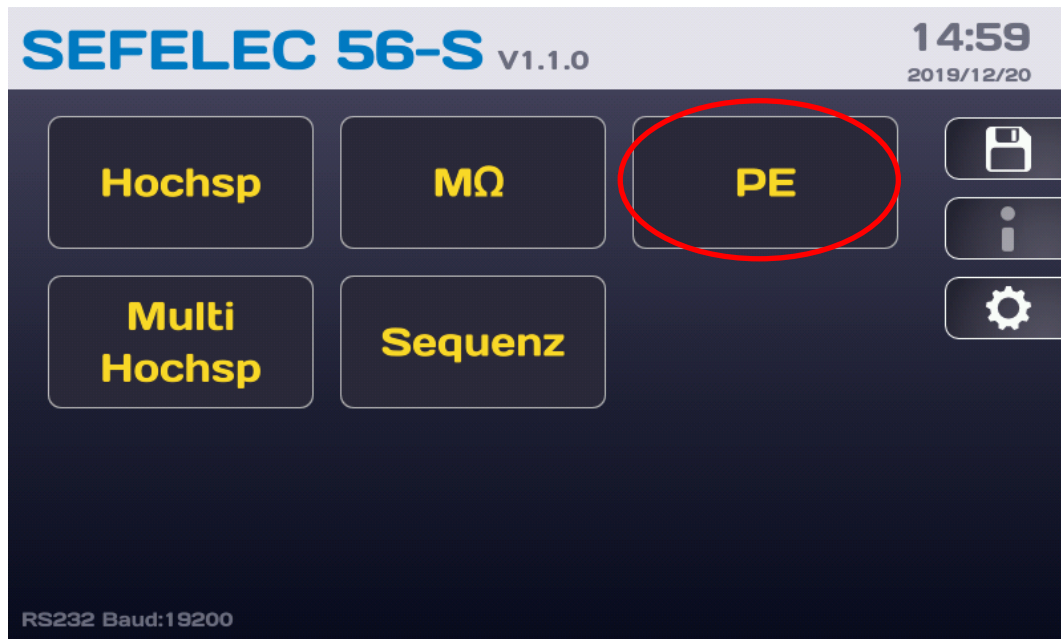 SEFELEC 56-S V1.1.0
14:59
2019/12/20
Hochsp
MΩ
PE
Multi
Hochsp
Sequenz
RS232 Baud:19200